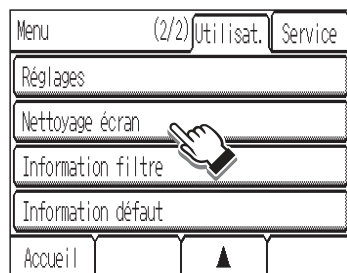 Menu (2/2) Utilisat. Service
Réglages
Nettoyage écran
Information filtre
Information défaut
Accueil